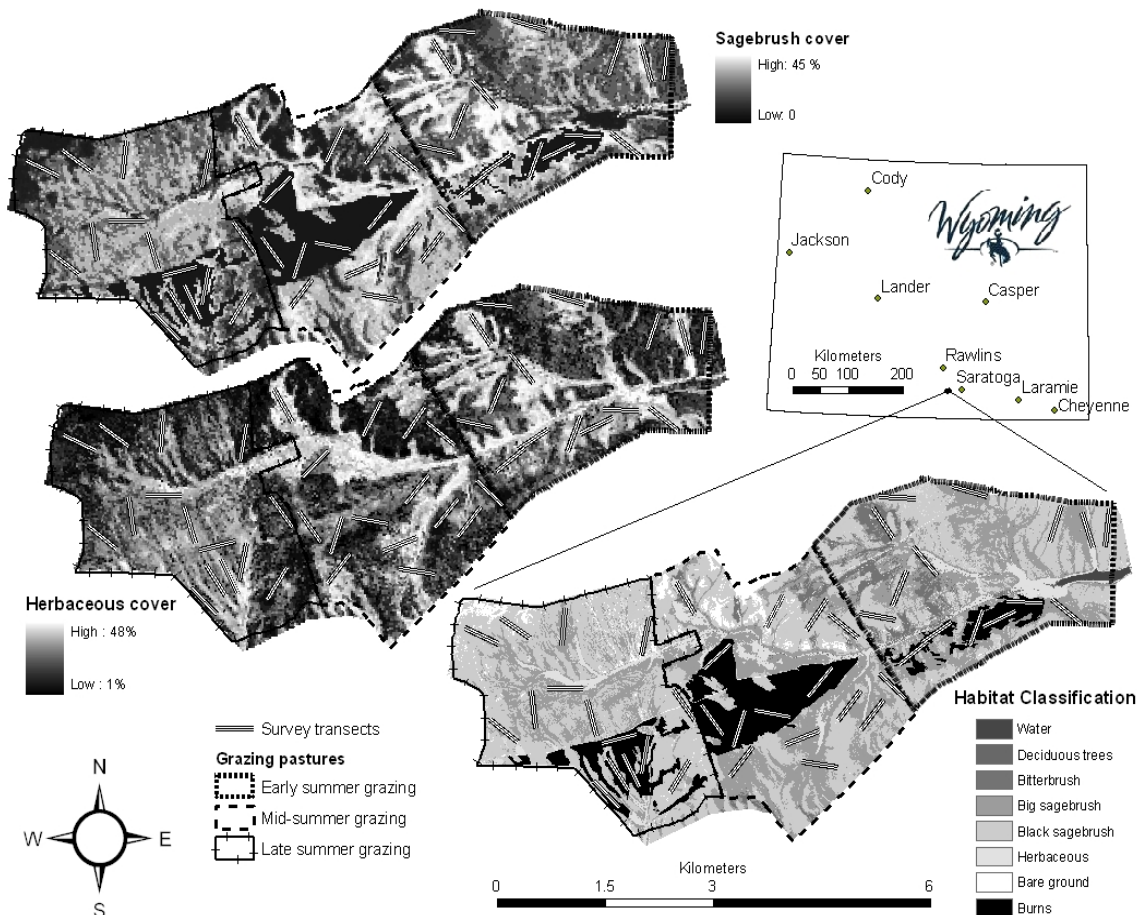 Sagebrush cover
High: 45 %
Low: 0
Cody
Wyoming
Jackson
Lander
Casper
Kilometers
0 50 100 200
Rawlins
Saratoga
Laramie
Cheyenne
Herbaceous cover
High : 48%
Low : 1%
Survey transects
Grazing pastures
Early summer grazing
Mid-summer grazing
Late summer grazing
N
W E
S
Kilometers
0 1.5 3 6
Habitat Classification
Water
Deciduous trees
Bitterbrush
Big sagebrush
Black sagebrush
Herbaceous
Bare ground
Burns